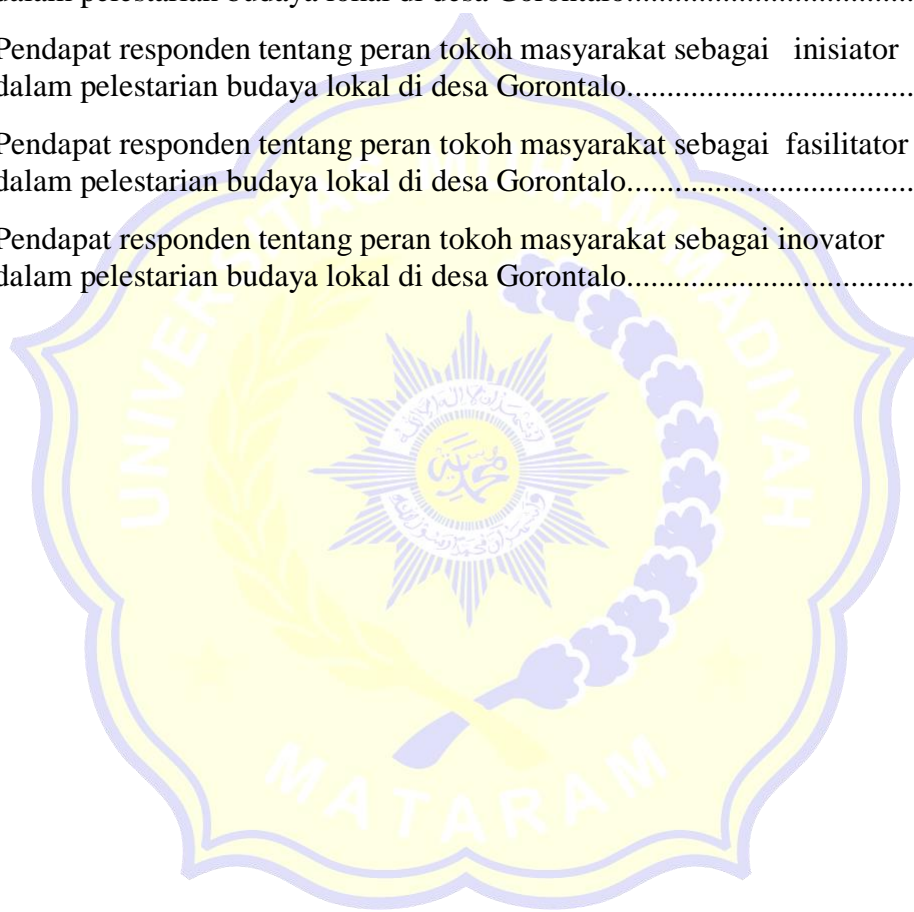 dalam pelestarian budaya lokal di desa Gorontalo....................................
Pendapat responden tentang peran tokoh masyarakat sebagai   inisiator
dalam pelestarian budaya lokal di desa Gorontalo....................................
Pendapat responden tentang peran tokoh masyarakat sebagai  fasilitator
dalam pelestarian budaya lokal di desa Gorontalo....................................
Pendapat responden tentang peran tokoh masyarakat sebagai inovator
dalam pelestarian budaya lokal di desa Gorontalo....................................
UNIVERSITAS MUHAMMADIYAH
MATARAM